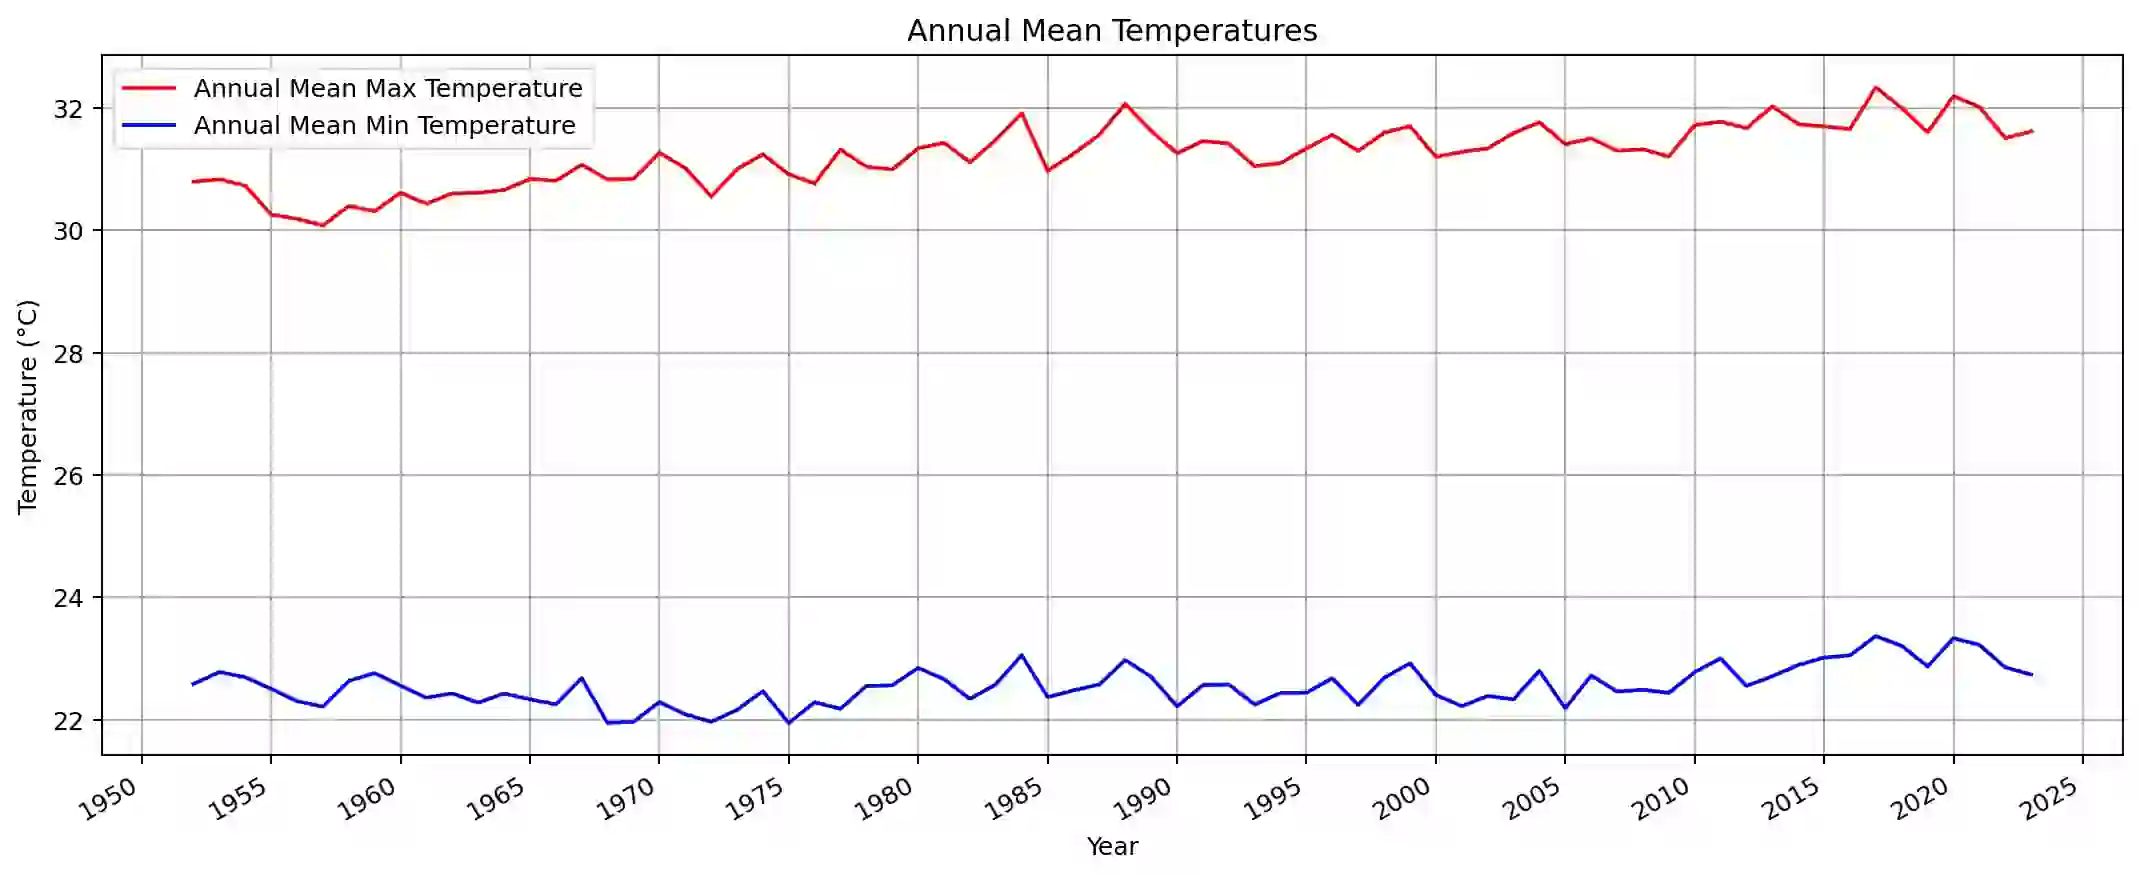 Annual Mean Temperatures
Annual Mean Max Temperature
Annual Mean Min Temperature
32
30
28
26
24
22
Temperature (°C)
1950 1955 1960 1965 1970 1975 1980 1985 1990 1995 2000 2005 2010 2015 2020 2025
Year